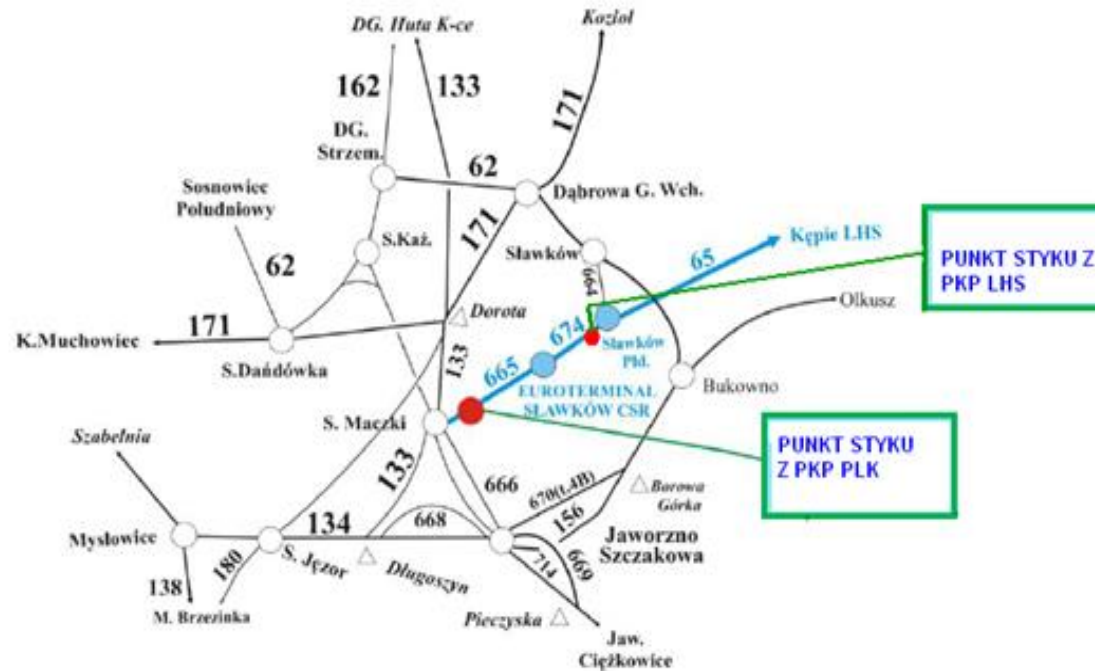 DG. Huta K-ce
Kozioł
162
133
171
DG.
Strzem.
62
Sosnowiec
Południowy
Dąbrowa G. Wch.
S.Kaź.
171
Sławków
65
Kępie LHS
PUNKT STYKU Z
PKP LHS
62
664
Olkusz
171
Dorota
K.Muchowiec
674
Sławków
Płd.
S.Dańdówka
133
665
EUROTERMINAL
SŁAWKÓW CSR
Bukowno
S. Maczki
Szabelnia
PUNKT STYKU
Z PKP PLK
133
666
670(t.4B)
Borowa
Górka
156
134
668
Mysłowice
Jaworzno
Szczakowa
S. Jęzor
Długoszyn
714
669
180
138
M. Brzezinka
Pieczyska
Jaw.
Ciężkowice